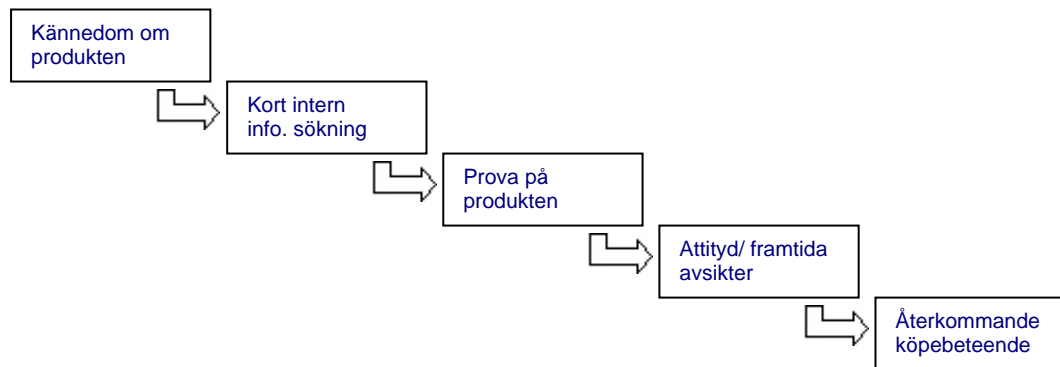 Kännedom om
produkten
Kort intern
info. sökning
Prova på
produkten
Attityd/ framtida
avsikter
Återkommande
köpebeteende